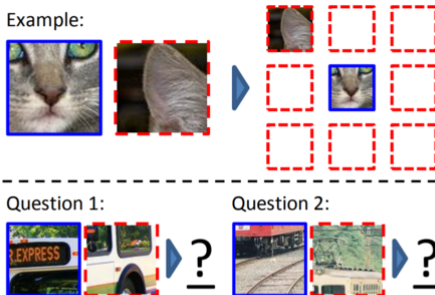 Example:
Question 1:
Question 2:
R.EXPRESS
?
?